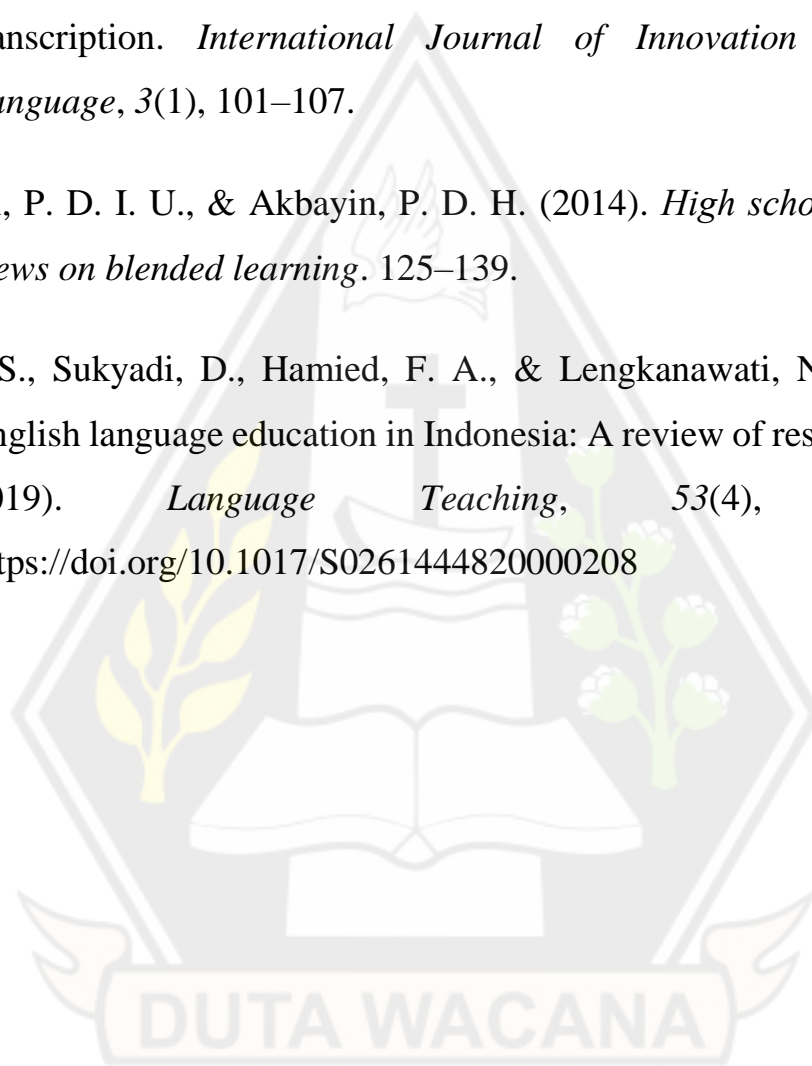 anscription. International Journal of Innovation
anguage, 3(1), 101–107.
, P. D. I. U., & Akbayin, P. D. H. (2014). High scho
ews on blended learning. 125–139.
S., Sukyadi, D., Hamied, F. A., & Lengkanawati, N
nglish language education in Indonesia: A review of res
019). Language Teaching, 53(4),
tps://doi.org/10.1017/S0261444820000208
DUTA WACANA